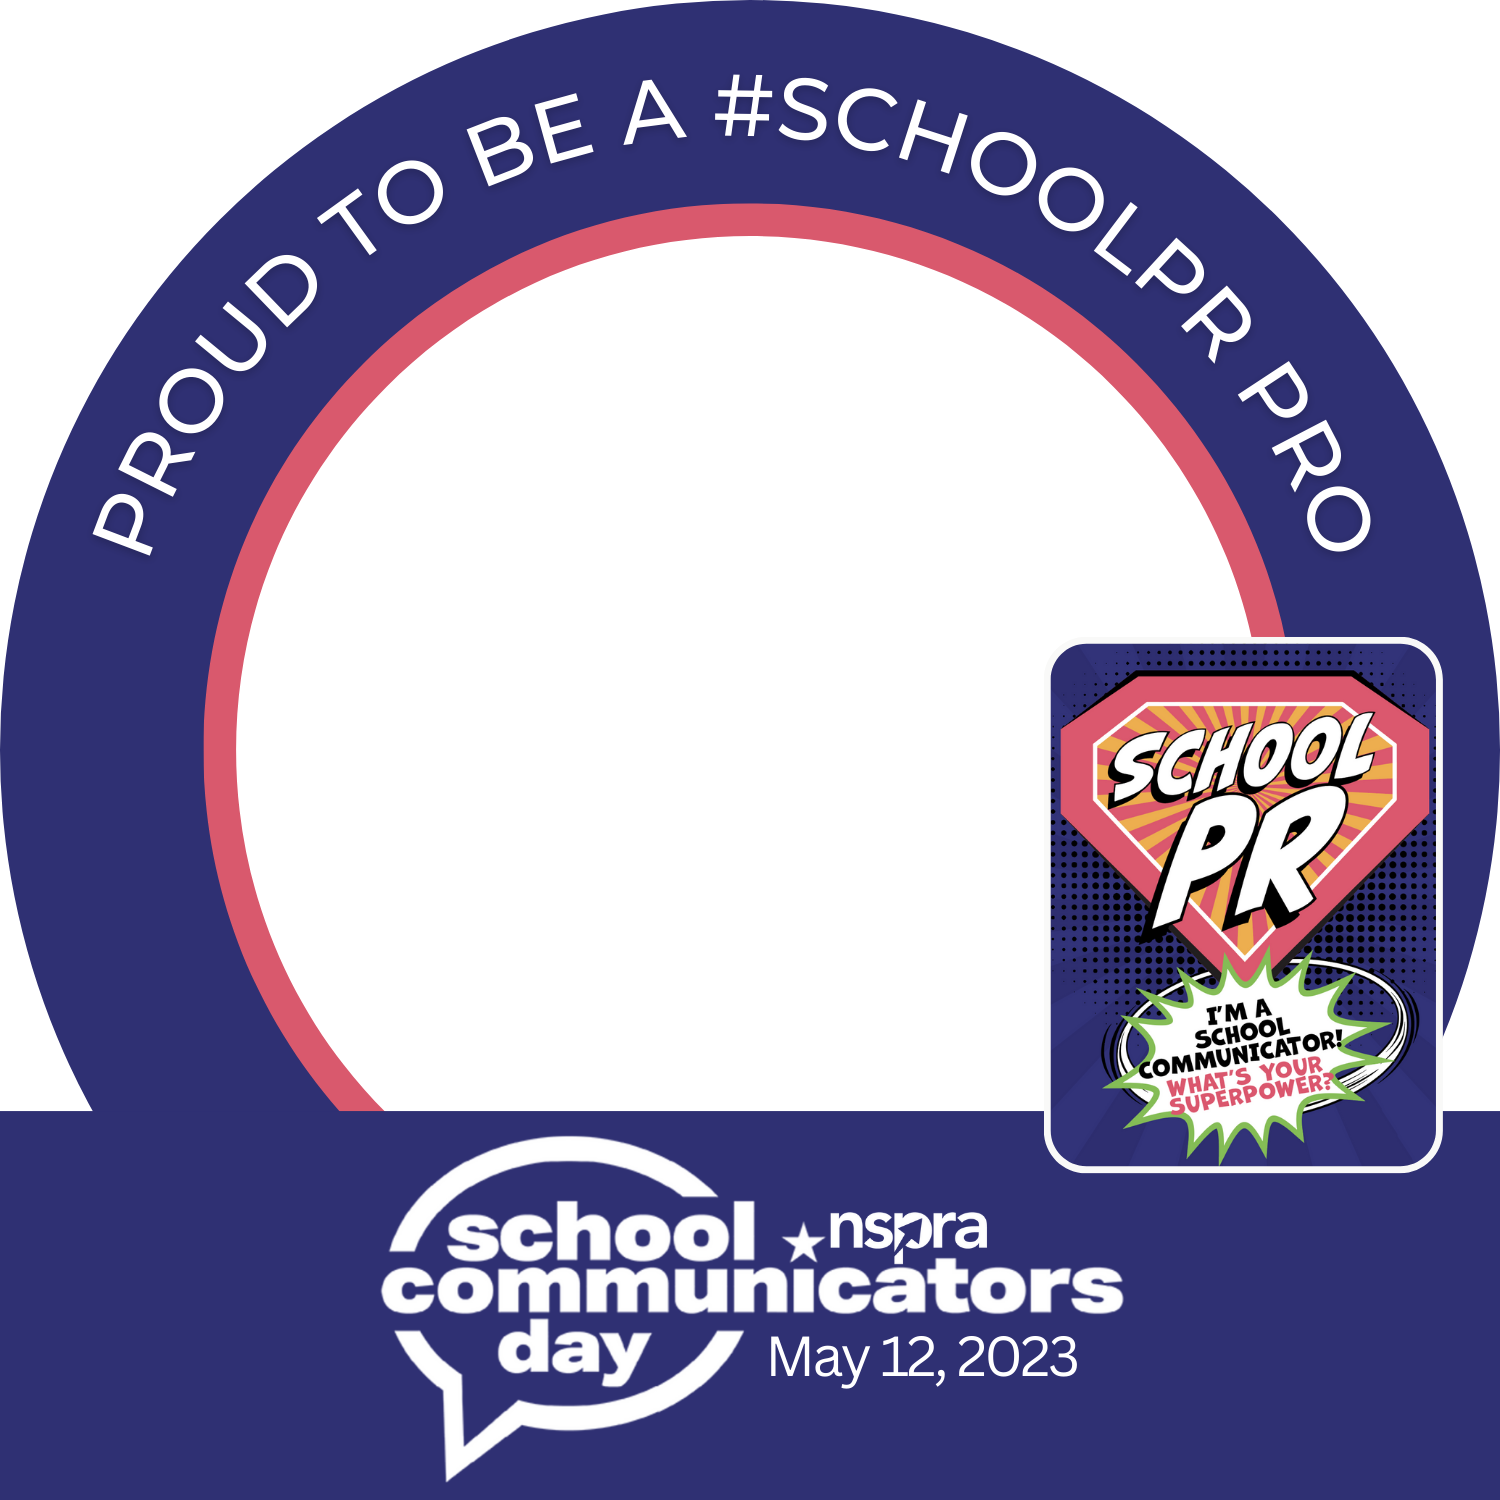 PROUD TO BE A #SCHOOLPR PRO
SCHOOL
PR
I'M A
SCHOOL
COMMUNICATOR!
WHAT'S YOUR
SUPERPOWER?
school
nspra
communicators
day
May 12, 2023